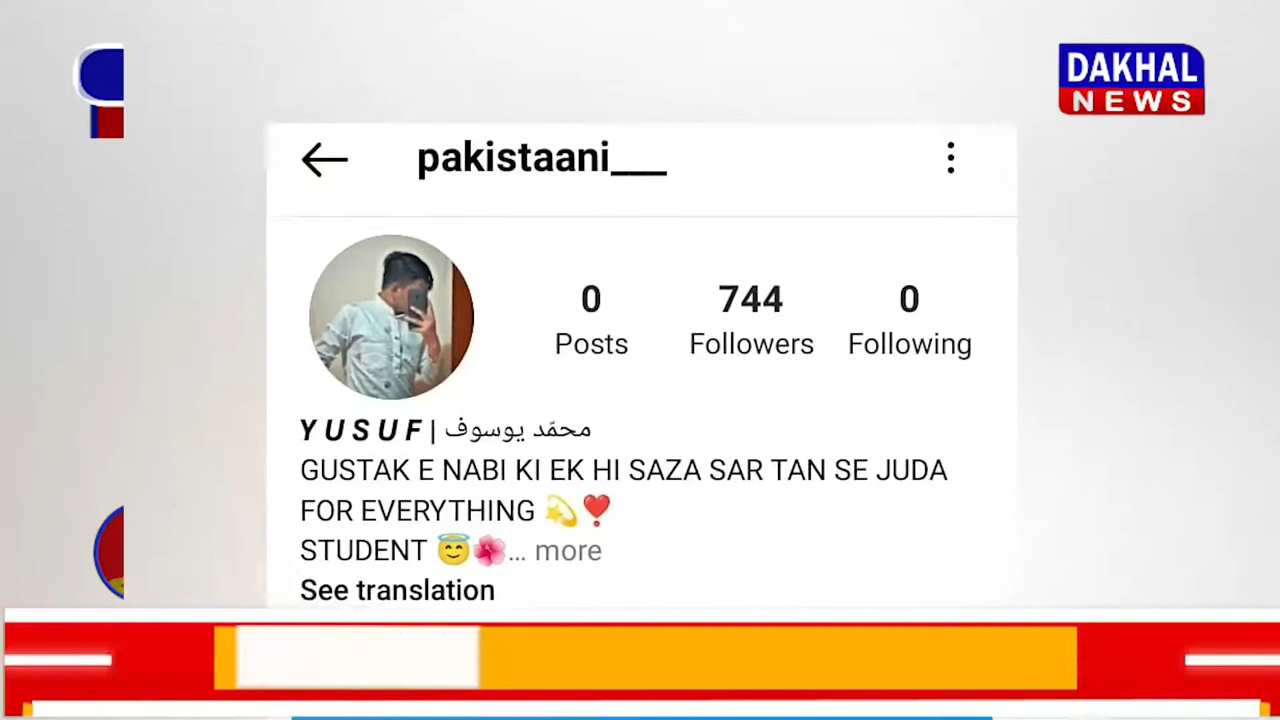 DAKHAL
NEWS
pakistaani___
0
744
0
Posts
Followers
Following
YUSUF | محمّد يوسوف
GUSTAK E NABI KI EK HI SAZA SAR TAN SE JUDA
FOR EVERYTHING 💫❣️
STUDENT 😇🌺... more
See translation